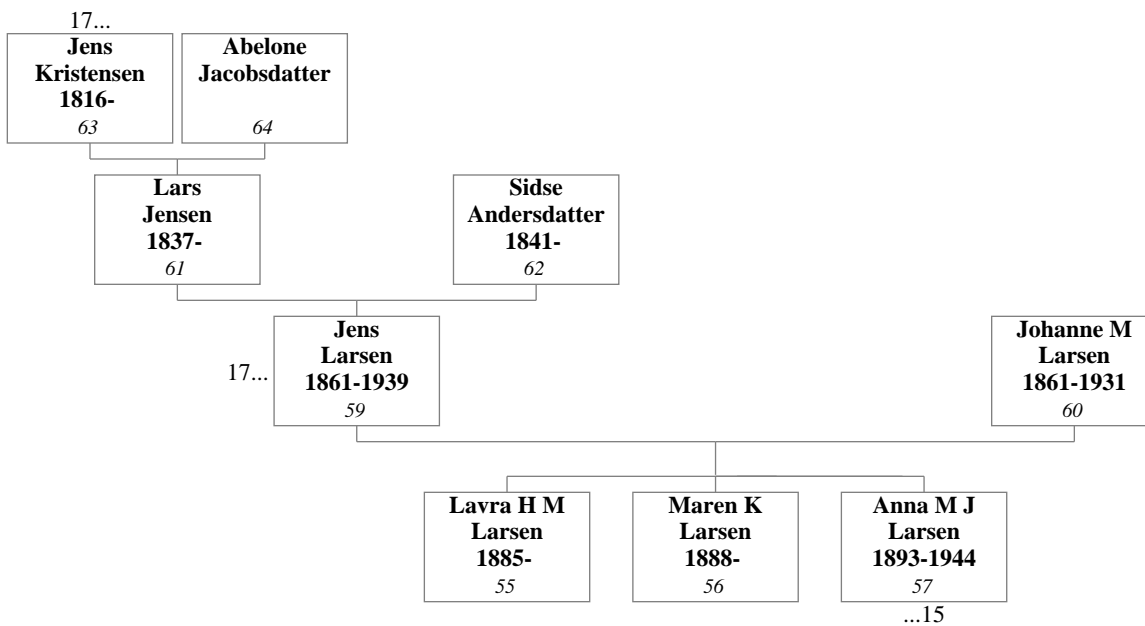 17...
Jens
Kristensen
1816-
63
Abelone
Jacobsdatter
64
Lars
Jensen
1837-
61
Sidse
Andersdatter
1841-
62
17...
Jens
Larsen
1861-1939
59
Johanne M
Larsen
1861-1931
60
Lavra H M
Larsen
1885-
55
Maren K
Larsen
1888-
56
Anna M J
Larsen
1893-1944
57
...15